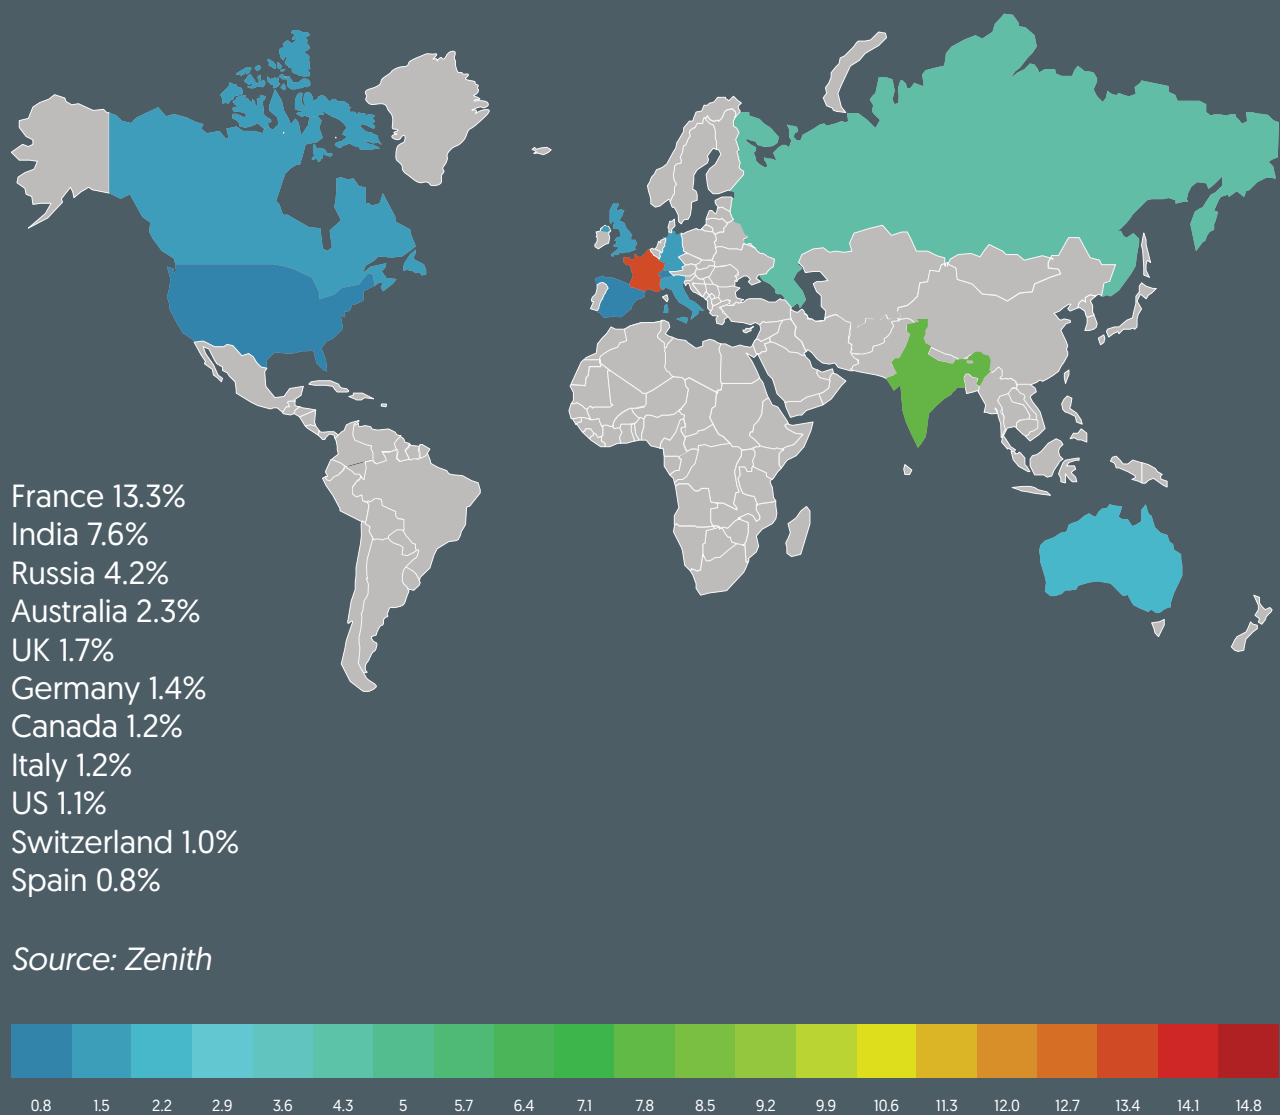 France 13.3%
India 7.6%
Russia 4.2%
Australia 2.3%
UK 1.7%
Germany 1.4%
Canada 1.2%
Italy 1.2%
US 1.1%
Switzerland 1.0%
Spain 0.8%
Source: Zenith
0.8 1.5 2.2 2.9 3.6 4.3 5 5.7 6.4 7.1 7.8 8.5 9.2 9.9 10.6 11.3 12.0 12.7 13.4 14.1 14.8